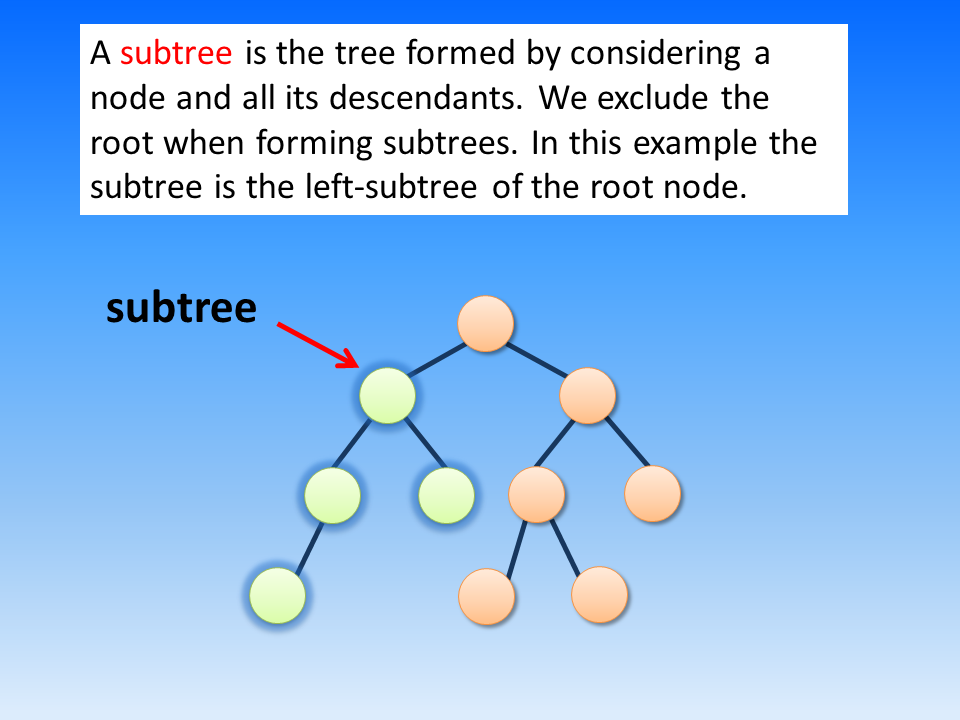 A subtree is the tree formed by considering a
node and all its descendants.  We exclude the
root when forming subtrees. In this example the
subtree is the left-subtree of the root node.
subtree